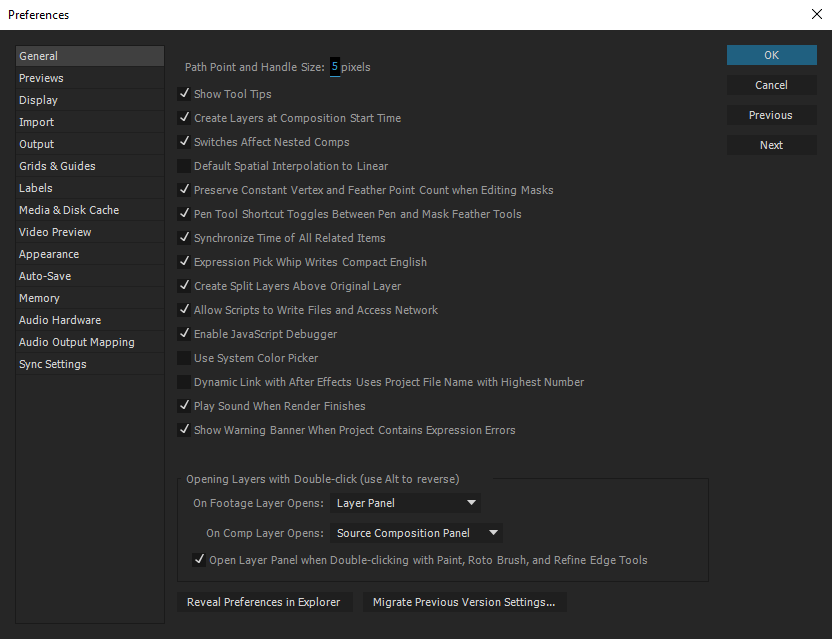 Preferences
General
Previews
Display
Import
Output
Grids & Guides
Labels
Media & Disk Cache
Video Preview
Appearance
Auto-Save
Memory
Audio Hardware
Audio Output Mapping
Sync Settings
Path Point and Handle Size: 5 pixels
Show Tool Tips
Create Layers at Composition Start Time
Switches Affect Nested Comps
Default Spatial Interpolation to Linear
Preserve Constant Vertex and Feather Point Count when Editing Masks
Pen Tool Shortcut Toggles Between Pen and Mask Feather Tools
Synchronize Time of All Related Items
Expression Pick Whip Writes Compact English
Create Split Layers Above Original Layer
Allow Scripts to Write Files and Access Network
Enable JavaScript Debugger
Use System Color Picker
Dynamic Link with After Effects Uses Project File Name with Highest Number
Play Sound When Render Finishes
Show Warning Banner When Project Contains Expression Errors
Opening Layers with Double-click (use Alt to reverse)
On Footage Layer Opens: Layer Panel
On Comp Layer Opens: Source Composition Panel
Open Layer Panel when Double-clicking with Paint, Roto Brush, and Refine Edge Tools
Reveal Preferences in Explorer
Migrate Previous Version Settings...
OK
Cancel
Previous
Next